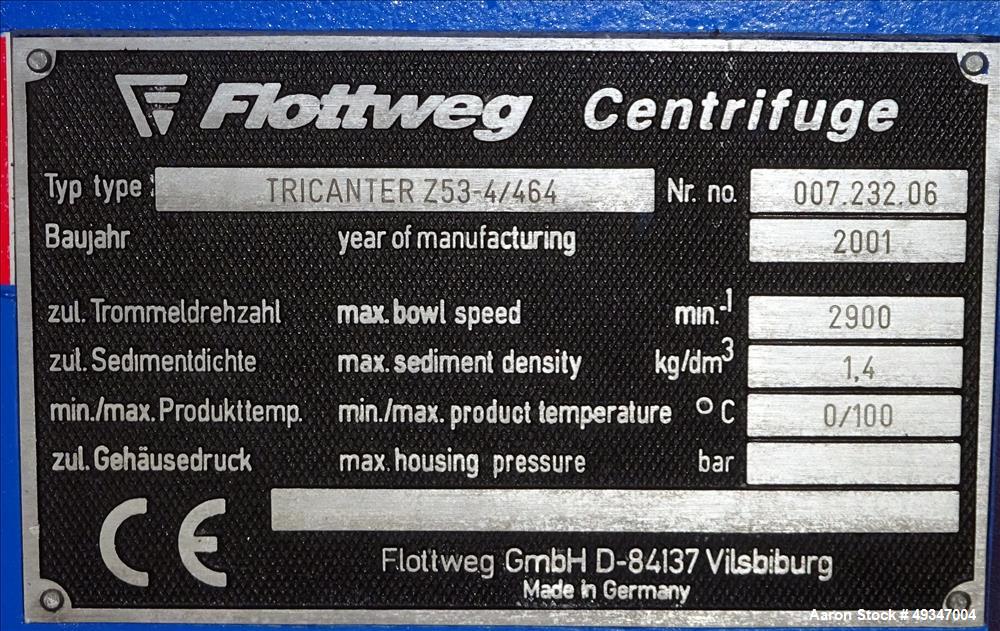 Flottweg Centrifuge
Typ type: TRICANTER Z53-4/464 Nr. no. 007.232.06
Baujahr year of manufacturing 2001
zul. Trommeldrehzahl max. bowl speed min.-1 2900
zul. Sedimentdichte max. sediment density kg/dm3 1,4
min./max. Produkttemp. min./max. product temperature °C 0/100
zul. Gehäusedruck max. housing pressure bar
CE
Flottweg GmbH D-84137 Vilsbiburg
Made in Germany
Aaron Stock # 49347004